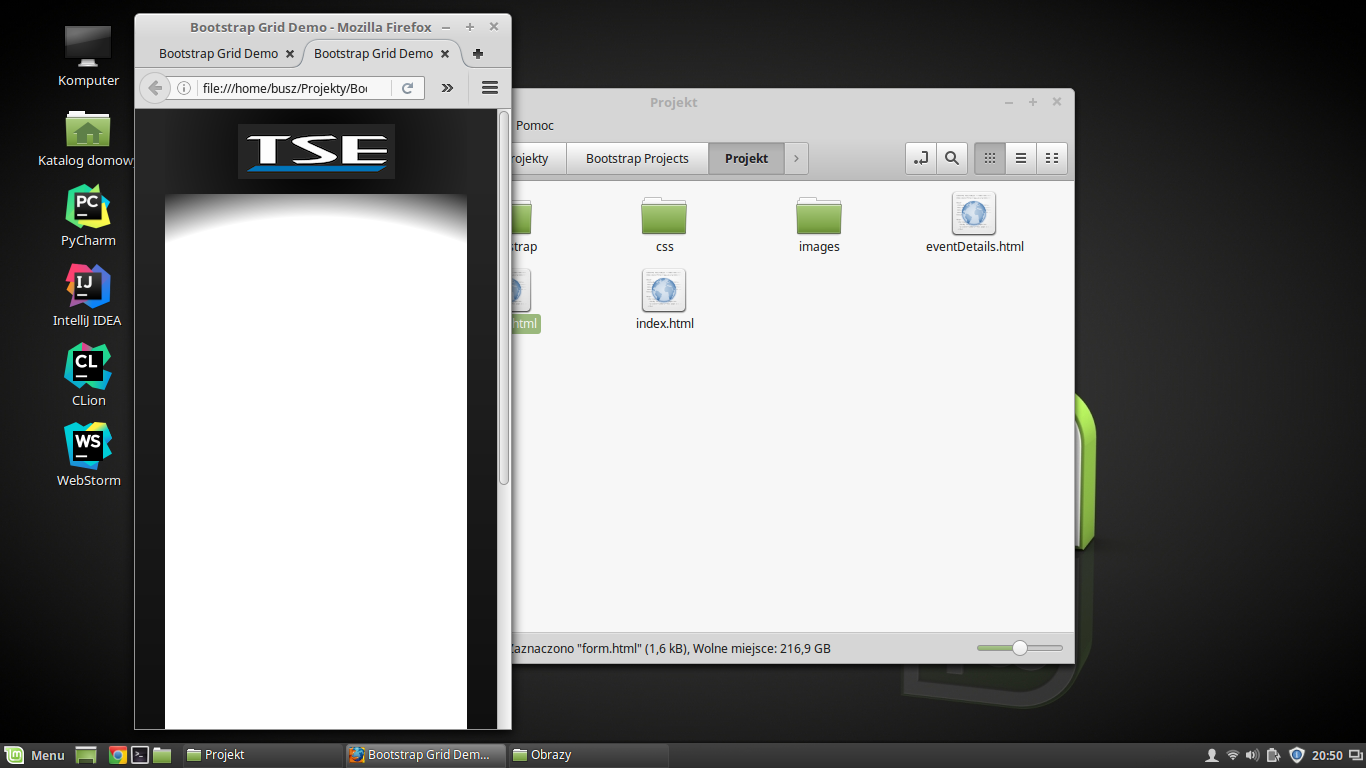 Komputer
Katalog domow
PC
PyCharm
IJ
IntelliJ IDEA
CL
CLion
WS
WebStorm
Bootstrap Grid Demo - Mozilla Firefox
Bootstrap Grid Demo
Bootstrap Grid Demo
file:///home/busz/Projekty/Boo
TSE
Projekt
Pomoc
ojekty
Bootstrap Projects
Projekt
strap
css
images
eventDetails.html
html
index.html
Zaznaczono "form.html" (1,6 kB), Wolne miejsce: 216,9 GB
Menu
Projekt
Bootstrap Grid Dem...
Obrazy
20:50